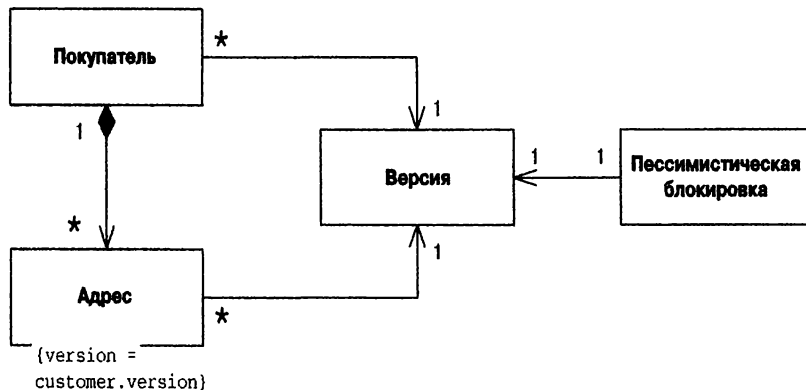 Покупатель
*
1
1
Версия
1
1
Пессимистическая
блокировка
*
1
Адрес
*
{version =
customer.version}